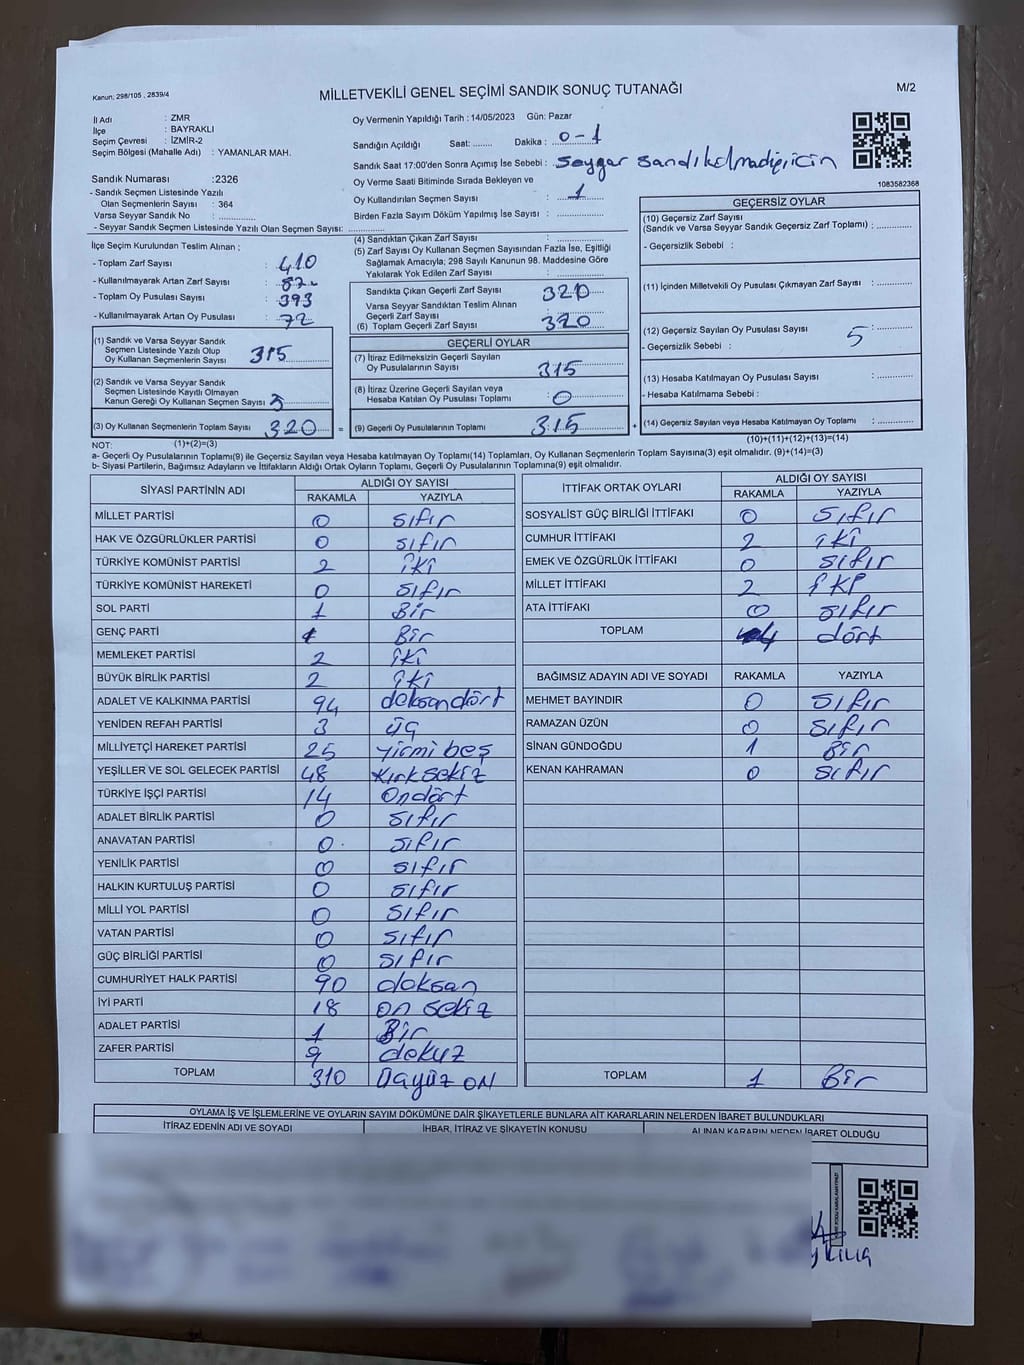 Kanun; 298/105 , 2839/4
MİLLETVEKİLİ GENEL SEÇİMİ SANDIK SONUÇ TUTANAĞI
M/2
İl Adı : ZMR
İlçe : BAYRAKLI
Seçim Çevresi : İZMİR-2
Seçim Bölgesi (Mahalle Adı) : YAMANLAR MAH.
Oy Vermenin Yapıldığı Tarih : 14/05/2023 Gün: Pazar
Sandığın Açıldığı Saat: ........ Dakika : 0-1
Sandık Saat 17:00'den Sonra Açımış İse Sebebi : Seygar sandıkelmadığıiçin
Oy Verme Saati Bitiminde Sırada Bekleyen ve
Oy Kullandırılan Seçmen Sayısı : 1
Birden Fazla Sayım Döküm Yapılmış İse Sayısı : ..............
1083582368
Sandık Numarası :2326
- Sandık Seçmen Listesinde Yazılı
Olan Seçmenlerin Sayısı : 364
Varsa Seyyar Sandık No : ..............
- Seyyar Sandık Seçmen Listesinde Yazılı Olan Seçmen Sayısı: ..............
İlçe Seçim Kurulundan Teslim Alınan ;
- Toplam Zarf Sayısı : 410
- Kullanılmayarak Artan Zarf Sayısı :
- Toplam Oy Pusulası Sayısı : 393
- Kullanılmayarak Artan Oy Pusulası : 72
(1) Sandık ve Varsa Seyyar Sandık
Seçmen Listesinde Yazılı Olup
Oy Kullanan Seçmenlerin Sayısı 315
(2) Sandık ve Varsa Seyyar Sandık
Seçmen Listesinde Kayıtlı Olmayan
Kanun Gereği Oy Kullanan Seçmen Sayısı 5
(3) Oy Kullanan Seçmenlerin Toplam Sayısı 320 =
(4) Sandıktan Çıkan Zarf Sayısı : ..............
(5) Zarf Sayısı Oy Kullanan Seçmen Sayısından Fazla İse, Eşitliği
Sağlamak Amacıyla; 298 Sayılı Kanunun 98. Maddesine Göre
Yakılarak Yok Edilen Zarf Sayısı : ..............
Sandıkta Çıkan Geçerli Zarf Sayısı 320
Varsa Seyyar Sandıktan Teslim Alınan
Geçerli Zarf Sayısı : ..............
(6) Toplam Geçerli Zarf Sayısı 320
GEÇERLİ OYLAR
(7) İtiraz Edilmeksizin Geçerli Sayılan
Oy Pusulalarının Sayısı : 315
(8) İtiraz Üzerine Geçerli Sayılan veya
Hesaba Katılan Oy Pusulası Toplamı : 0
(9) Geçerli Oy Pusulalarının Toplamı : 315 +
GEÇERSİZ OYLAR
(10) Geçersiz Zarf Sayısı
(Sandık ve Varsa Seyyar Sandık Geçersiz Zarf Toplamı) : ..............
- Geçersizlik Sebebi :
(11) İçinden Milletvekili Oy Pusulası Çıkmayan Zarf Sayısı : ..............
(12) Geçersiz Sayılan Oy Pusulası Sayısı : 5
- Geçersizlik Sebebi :
(13) Hesaba Katılmayan Oy Pusulası Sayısı : ..............
- Hesaba Katılmama Sebebi :
(14) Geçersiz Sayılan veya Hesaba Katılmayan Oy Toplamı : ..............
NOT: (1)+(2)=(3)
(10)+(11)+(12)+(13)=(14)
a- Geçerli Oy Pusulalarının Toplamı(9) ile Geçersiz Sayılan veya Hesaba Katılmayan Oy Toplamı(14) Toplamları, Oy Kullanan Seçmenlerin Toplam Sayısına(3) eşit olmalıdır. (9)+(14)=(3)
b- Siyasi Partilerin, Bağımsız Adayların ve İttifakların Aldığı Ortak Oyların Toplamı, Geçerli Oy Pusulalarının Toplamına(9) eşit olmalıdır.
SİYASİ PARTİNİN ADI ALDIĞI OY SAYISI
RAKAMLA YAZIYLA
MİLLET PARTİSİ 0 sıfır
HAK VE ÖZGÜRLÜKLER PARTİSİ 0 sıfır
TÜRKİYE KOMÜNİST PARTİSİ 2 iki
TÜRKİYE KOMÜNİST HAREKETİ 0 sıfır
SOL PARTİ 1 Bir
GENÇ PARTİ 1 Bir
MEMLEKET PARTİSİ 2 iki
BÜYÜK BİRLİK PARTİSİ 2 iki
ADALET VE KALKINMA PARTİSİ 94 doksandört
YENİDEN REFAH PARTİSİ 3 üç
MİLLİYETÇİ HAREKET PARTİSİ 25 yirmi beş
YEŞİLLER VE SOL GELECEK PARTİSİ 48 kırksekiz
TÜRKİYE İŞÇİ PARTİSİ 14 Ondört
ADALET BİRLİK PARTİSİ 0 sıfır
ANAVATAN PARTİSİ 0 sıfır
YENİLİK PARTİSİ 0 sıfır
HALKIN KURTULUŞ PARTİSİ 0 sıfır
MİLLİ YOL PARTİSİ 0 sıfır
VATAN PARTİSİ 0 sıfır
GÜÇ BİRLİĞİ PARTİSİ 0 sıfır
CUMHURİYET HALK PARTİSİ 90 doksan
İYİ PARTİ 18 on sekiz
ADALET PARTİSİ 1 Bir
ZAFER PARTİSİ 9 dokuz
TOPLAM 310 Üçyüz ON
İTTİFAK ORTAK OYLARI ALDIĞI OY SAYISI
RAKAMLA YAZIYLA
SOSYALİST GÜÇ BİRLİĞİ İTTİFAKI 0 sıfır
CUMHUR İTTİFAKI 2 iki
EMEK VE ÖZGÜRLÜK İTTİFAKI 0 sıfır
MİLLET İTTİFAKI 2 iki
ATA İTTİFAKI 0 sıfır
TOPLAM 4 dört
BAĞIMSIZ ADAYIN ADI VE SOYADI RAKAMLA YAZIYLA
MEHMET BAYINDIR 0 sıfır
RAMAZAN ÜZÜN 0 sıfır
SİNAN GÜNDOĞDU 1 Bir
KENAN KAHRAMAN 0 sıfır
TOPLAM 1 Bir
OYLAMA İŞ VE İŞLEMLERİNE VE OYLARIN SAYIM DÖKÜMÜNE DAİR ŞİKAYETLERLE BUNLARA AİT KARARLARIN NELERDEN İBARET BULUNDUKLARI
İTİRAZ EDENİN ADI VE SOYADI İHBAR, İTİRAZ VE ŞİKAYETİN KONUSU ALINAN KARARIN NEDEN İBARET OLDUĞU